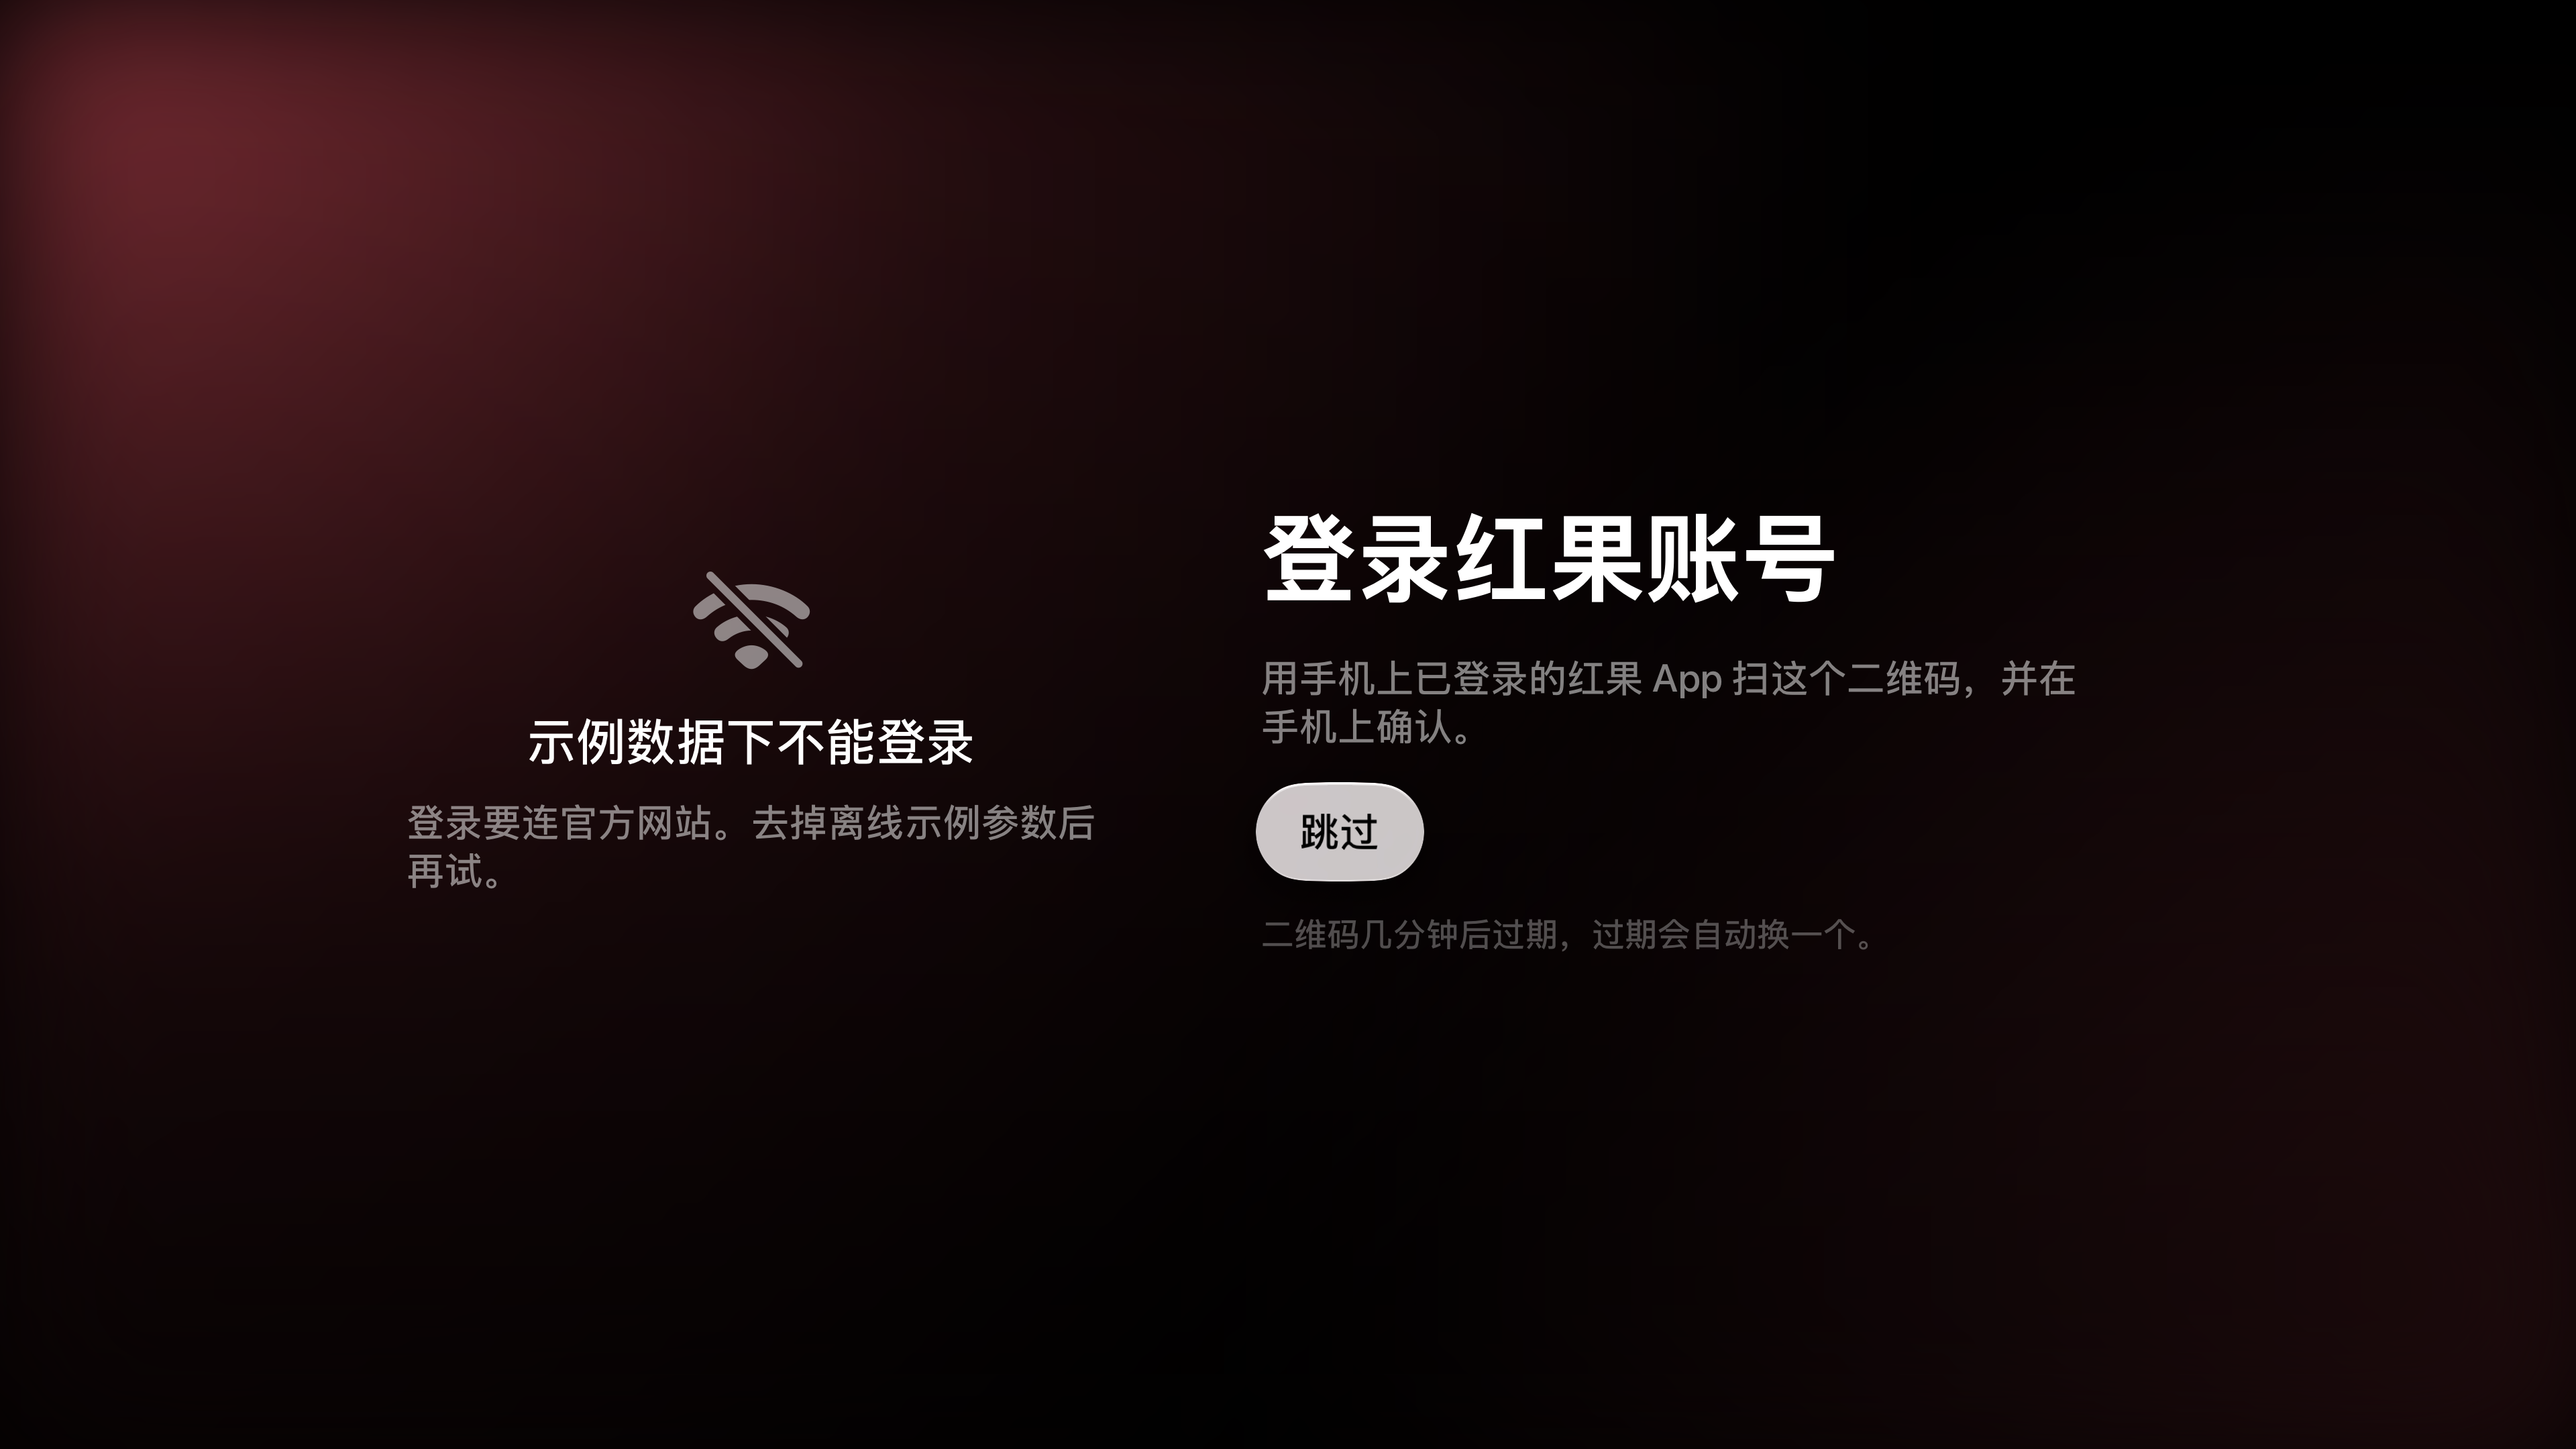 示例数据下不能登录
登录要连官方网站。去掉离线示例参数后
再试。
登录红果账号
用手机上已登录的红果 App 扫这个二维码，并在
手机上确认。
跳过
二维码几分钟后过期，过期会自动换一个。